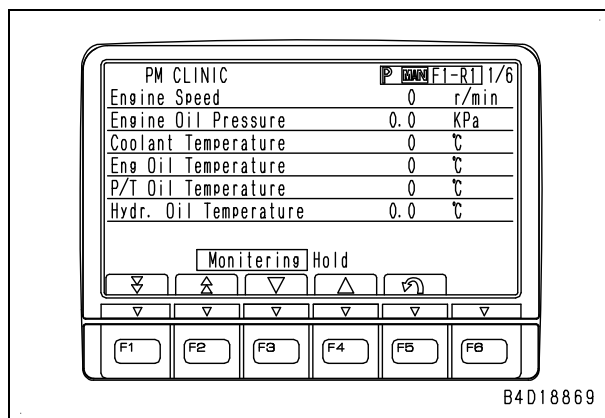 PM CLINIC P MAN F1-R1 1/6
Engine Speed 0 r/min
Engine Oil Pressure 0.0 KPa
Coolant Temperature 0 ℃
Eng Oil Temperature 0 ℃
P/T Oil Temperature 0 ℃
Hydr. Oil Temperature 0.0 ℃
Monitering Hold
F1 F2 F3 F4 F5 F6
B4D18869